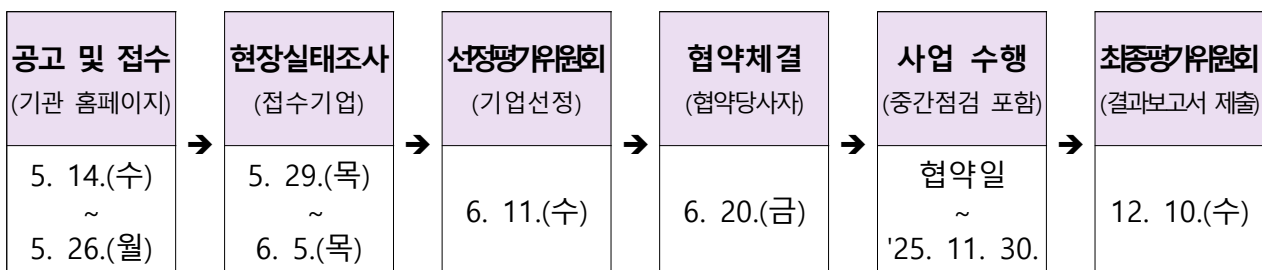 공고 및 접수
(기관 홈페이지)
5. 14.(수)
~
5. 26.(월)
➔
현장실태조사
(접수기업)
5. 29.(목)
~
6. 5.(목)
➔
선정평가위원회
(기업선정)
6. 11.(수)
➔
협약체결
(협약당사자)
6. 20.(금)
➔
사업 수행
(중간점검 포함)
협약일
~
'25. 11. 30.
➔
최종평가위원회
(결과보고서 제출)
12. 10.(수)